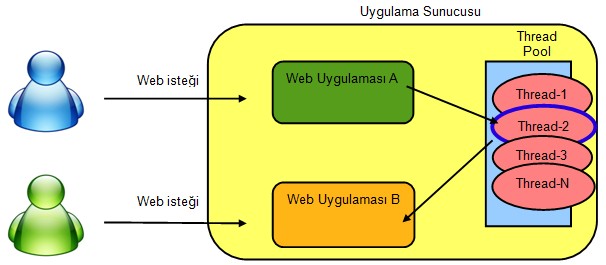 Uygulama Sunucusu
Thread
Pool
Web isteği
Web Uygulaması A
Thread-1
Thread-2
Thread-3
Thread-N
Web isteği
Web Uygulaması B